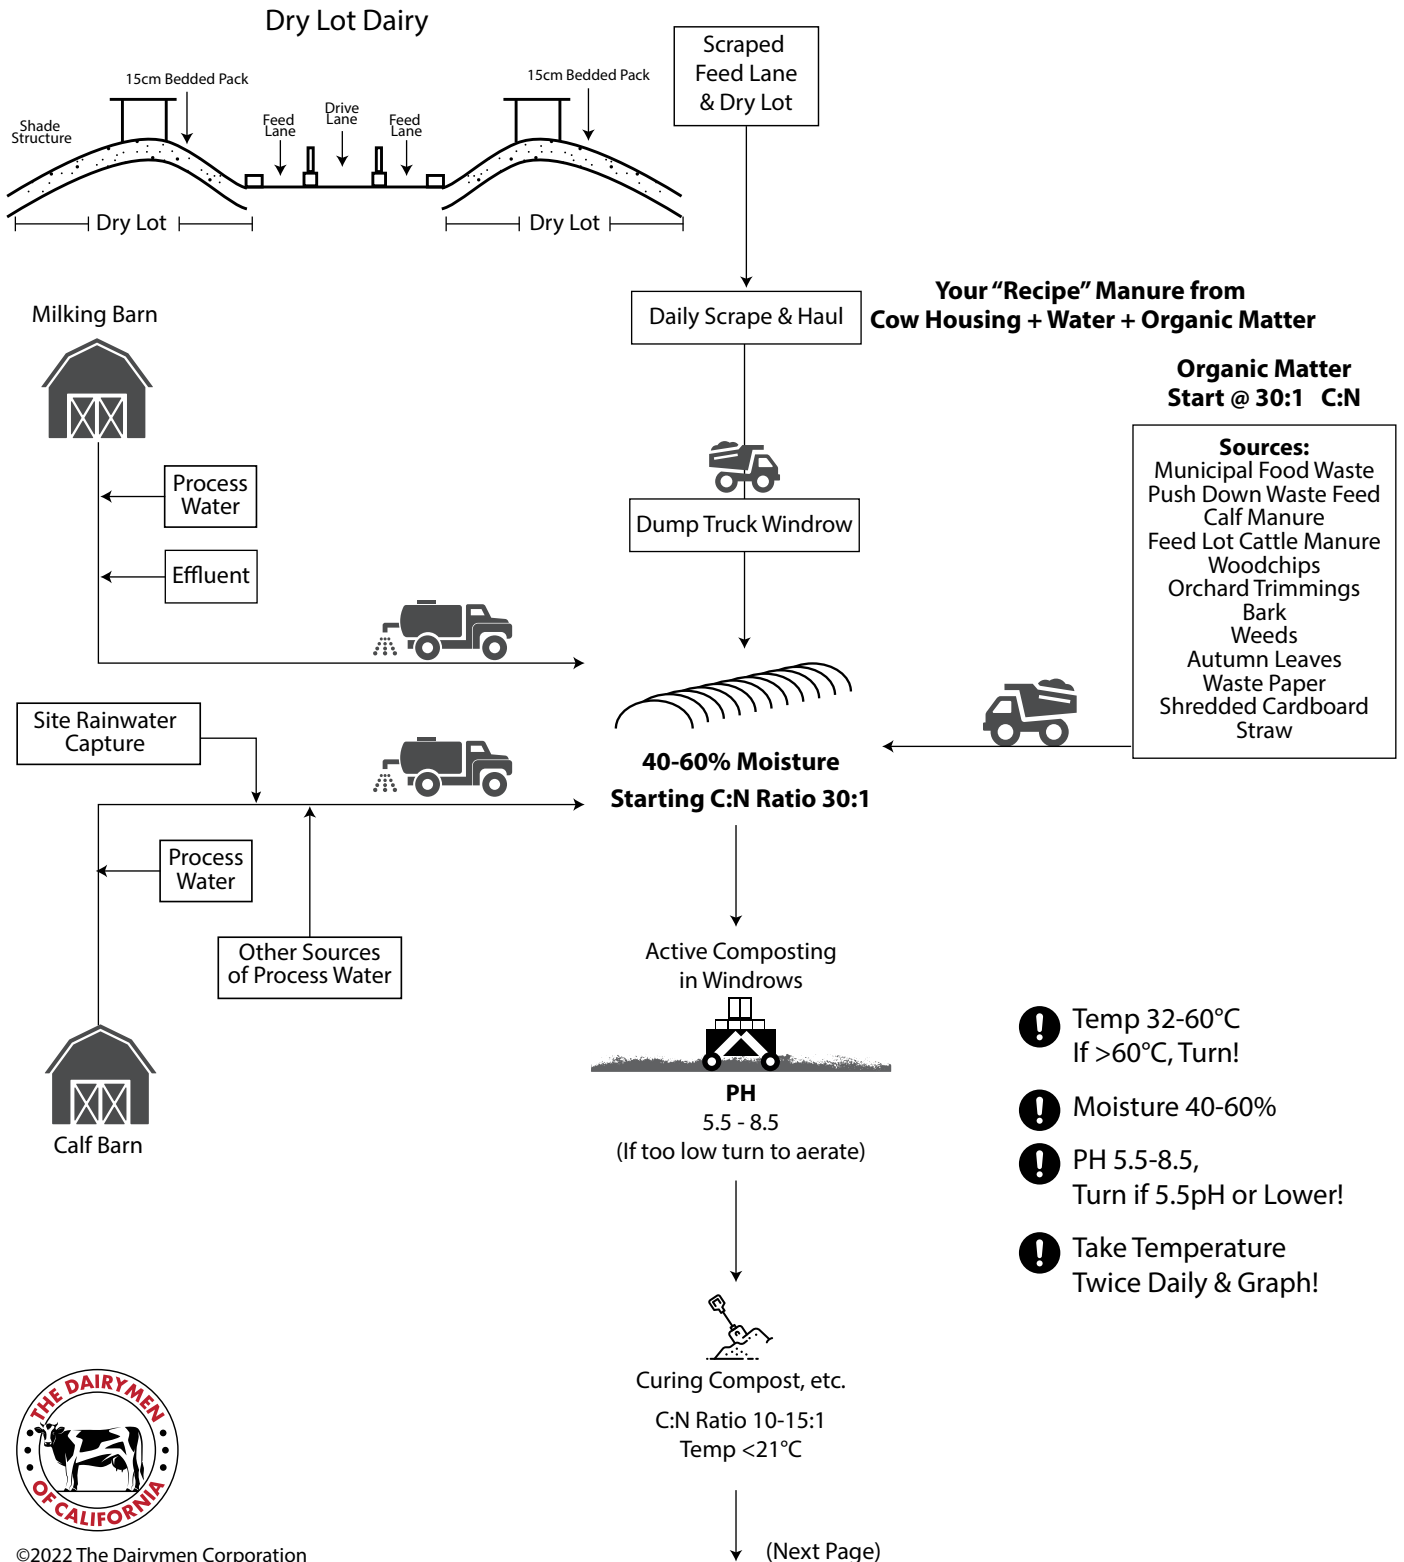 Dry Lot Dairy
15cm Bedded Pack
15cm Bedded Pack
Shade
Structure
Feed
Lane
Drive
Lane
Feed
Lane
Dry Lot
Dry Lot
Scraped
Feed Lane
& Dry Lot
Daily Scrape & Haul
Your “Recipe” Manure from
Cow Housing + Water + Organic Matter
Organic Matter
Start @ 30:1 C:N
Sources:
Municipal Food Waste
Push Down Waste Feed
Calf Manure
Feed Lot Cattle Manure
Woodchips
Orchard Trimmings
Bark
Weeds
Autumn Leaves
Waste Paper
Shredded Cardboard
Straw
Milking Barn
Process
Water
Effluent
Dump Truck Windrow
Site Rainwater
Capture
40-60% Moisture
Starting C:N Ratio 30:1
Process
Water
Other Sources
of Process Water
Calf Barn
Active Composting
in Windrows
PH
5.5 - 8.5
(If too low turn to aerate)
Temp 32-60°C
If >60°C, Turn!
Moisture 40-60%
PH 5.5-8.5,
Turn if 5.5pH or Lower!
Take Temperature
Twice Daily & Graph!
Curing Compost, etc.
C:N Ratio 10-15:1
Temp <21°C
(Next Page)
THE DAIRYMEN
OF CALIFORNIA
©2022 The Dairymen Corporation